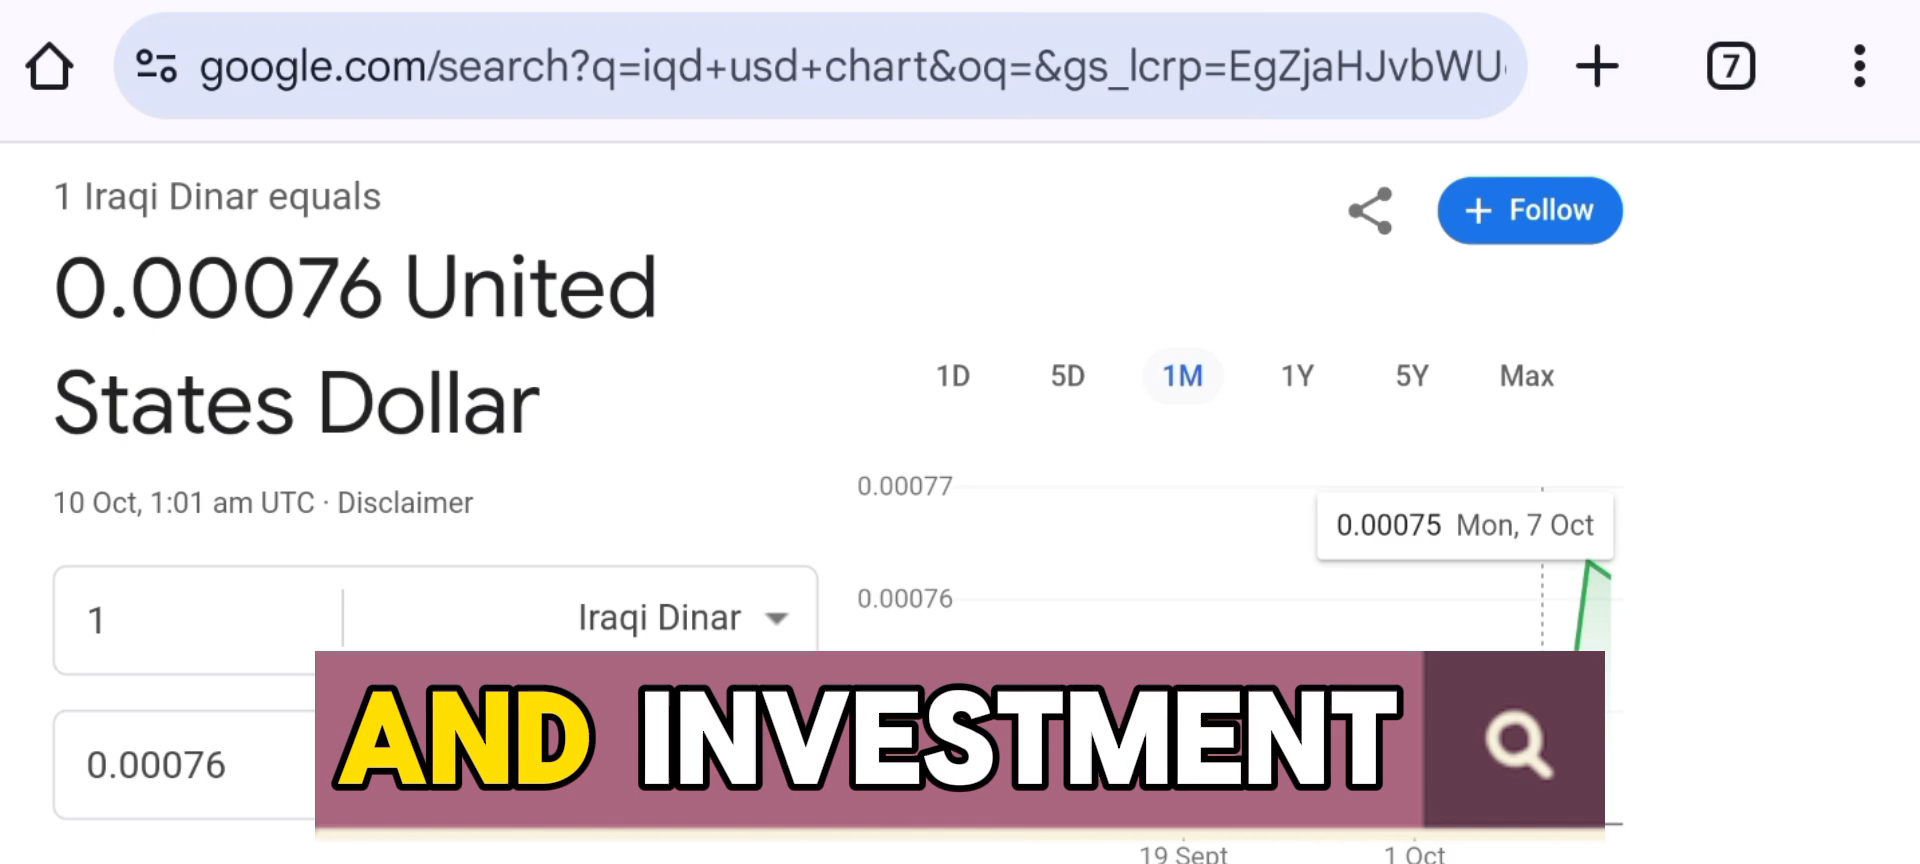 google.com/search?q=iqd+usd+chart&oq=&gs_lcrp=EgZjaHJvbWU
7
1 Iraqi Dinar equals
Follow
0.00076 United
States Dollar
1D 5D 1M 1Y 5Y Max
10 Oct, 1:01 am UTC · Disclaimer
0.00077
0.00075 Mon, 7 Oct
0.00076
1 Iraqi Dinar
AND INVESTMENT
0.00076
19 Sept 1 Oct